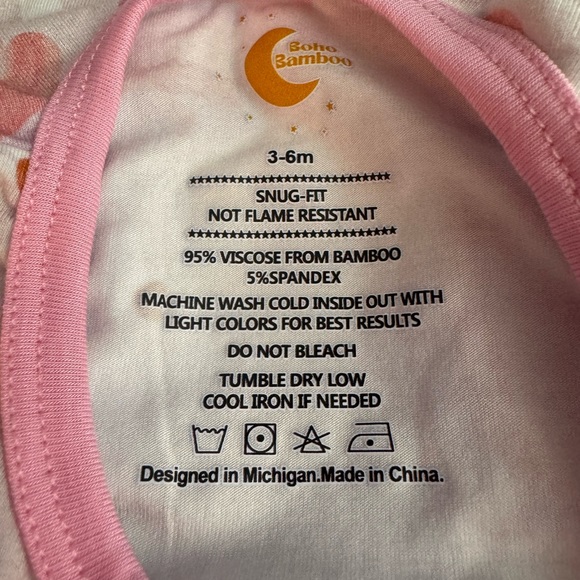 Boho
Bamboo
3-6m
******************************
SNUG-FIT
NOT FLAME RESISTANT
******************************
95% VISCOSE FROM BAMBOO
5%SPANDEX
MACHINE WASH COLD INSIDE OUT WITH
LIGHT COLORS FOR BEST RESULTS
DO NOT BLEACH
TUMBLE DRY LOW
COOL IRON IF NEEDED
Designed in Michigan.Made in China.